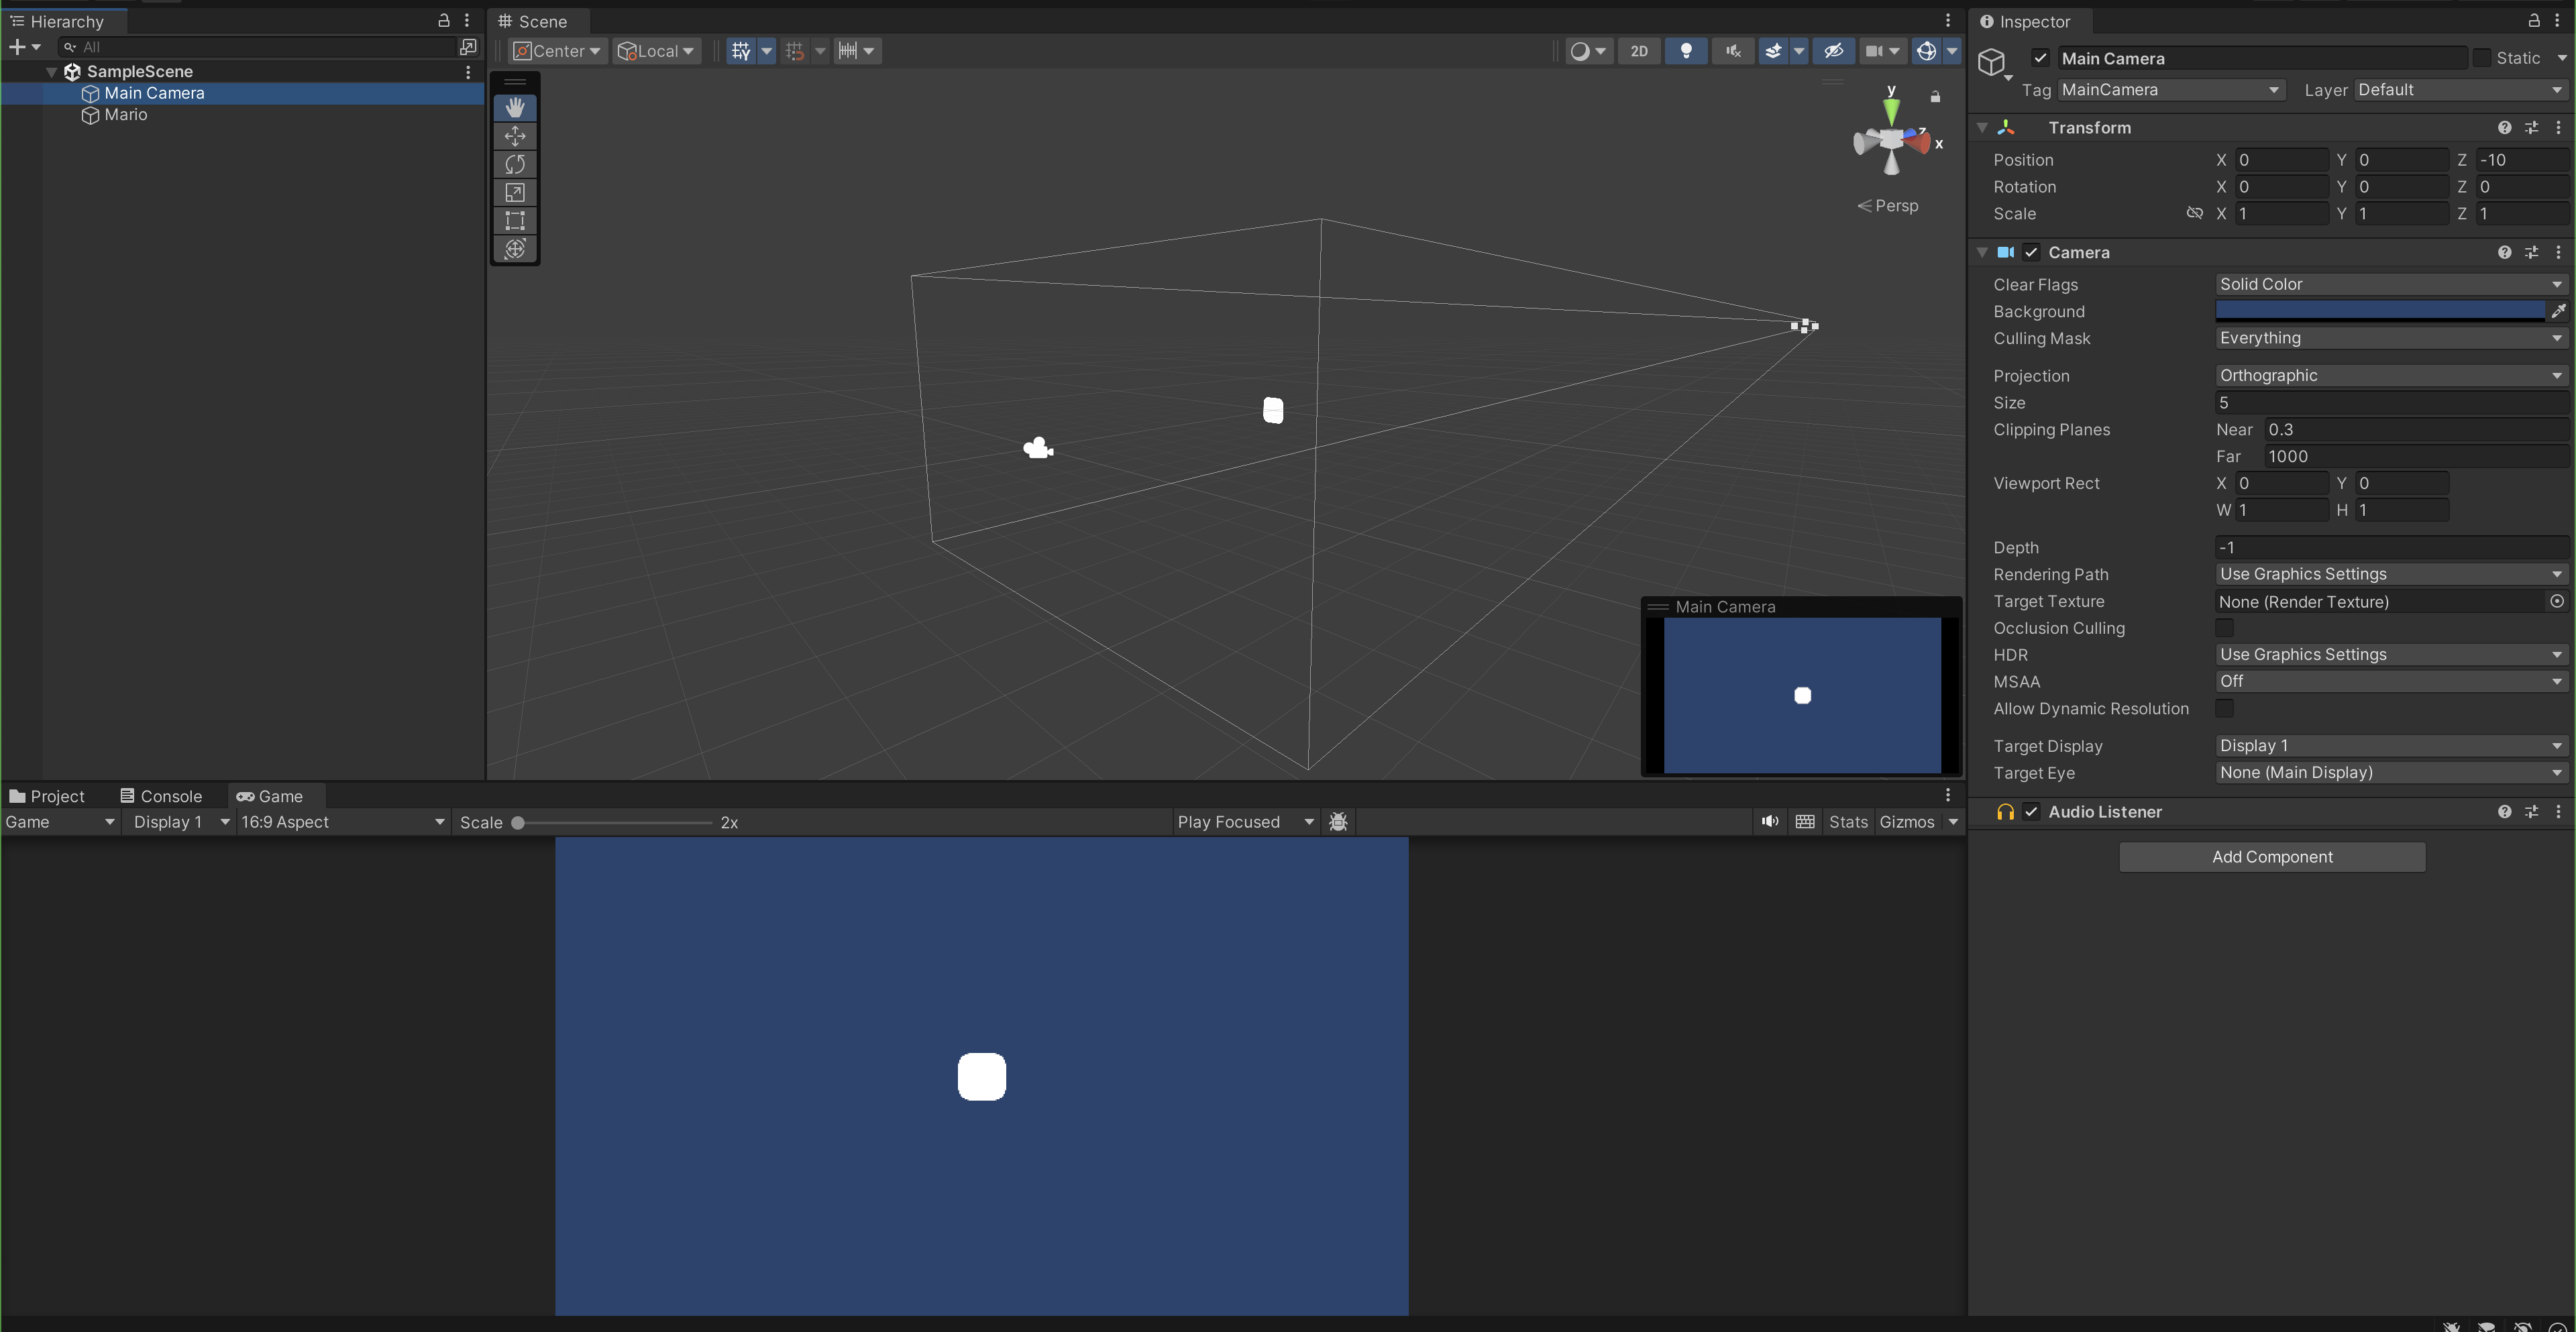 Hierarchy
All
SampleScene
Main Camera
Mario
Scene
Center
Local
2D
y
z
x
Persp
Main Camera
Project
Console
Game
Game
Display 1
16:9 Aspect
Scale
2x
Play Focused
Stats
Gizmos
Inspector
Main Camera
Static
Tag MainCamera
Layer Default
Transform
Position X 0 Y 0 Z -10
Rotation X 0 Y 0 Z 0
Scale X 1 Y 1 Z 1
Camera
Clear Flags Solid Color
Background
Culling Mask Everything
Projection Orthographic
Size 5
Clipping Planes Near 0.3
Far 1000
Viewport Rect X 0 Y 0
W 1 H 1
Depth -1
Rendering Path Use Graphics Settings
Target Texture None (Render Texture)
Occlusion Culling
HDR Use Graphics Settings
MSAA Off
Allow Dynamic Resolution
Target Display Display 1
Target Eye None (Main Display)
Audio Listener
Add Component